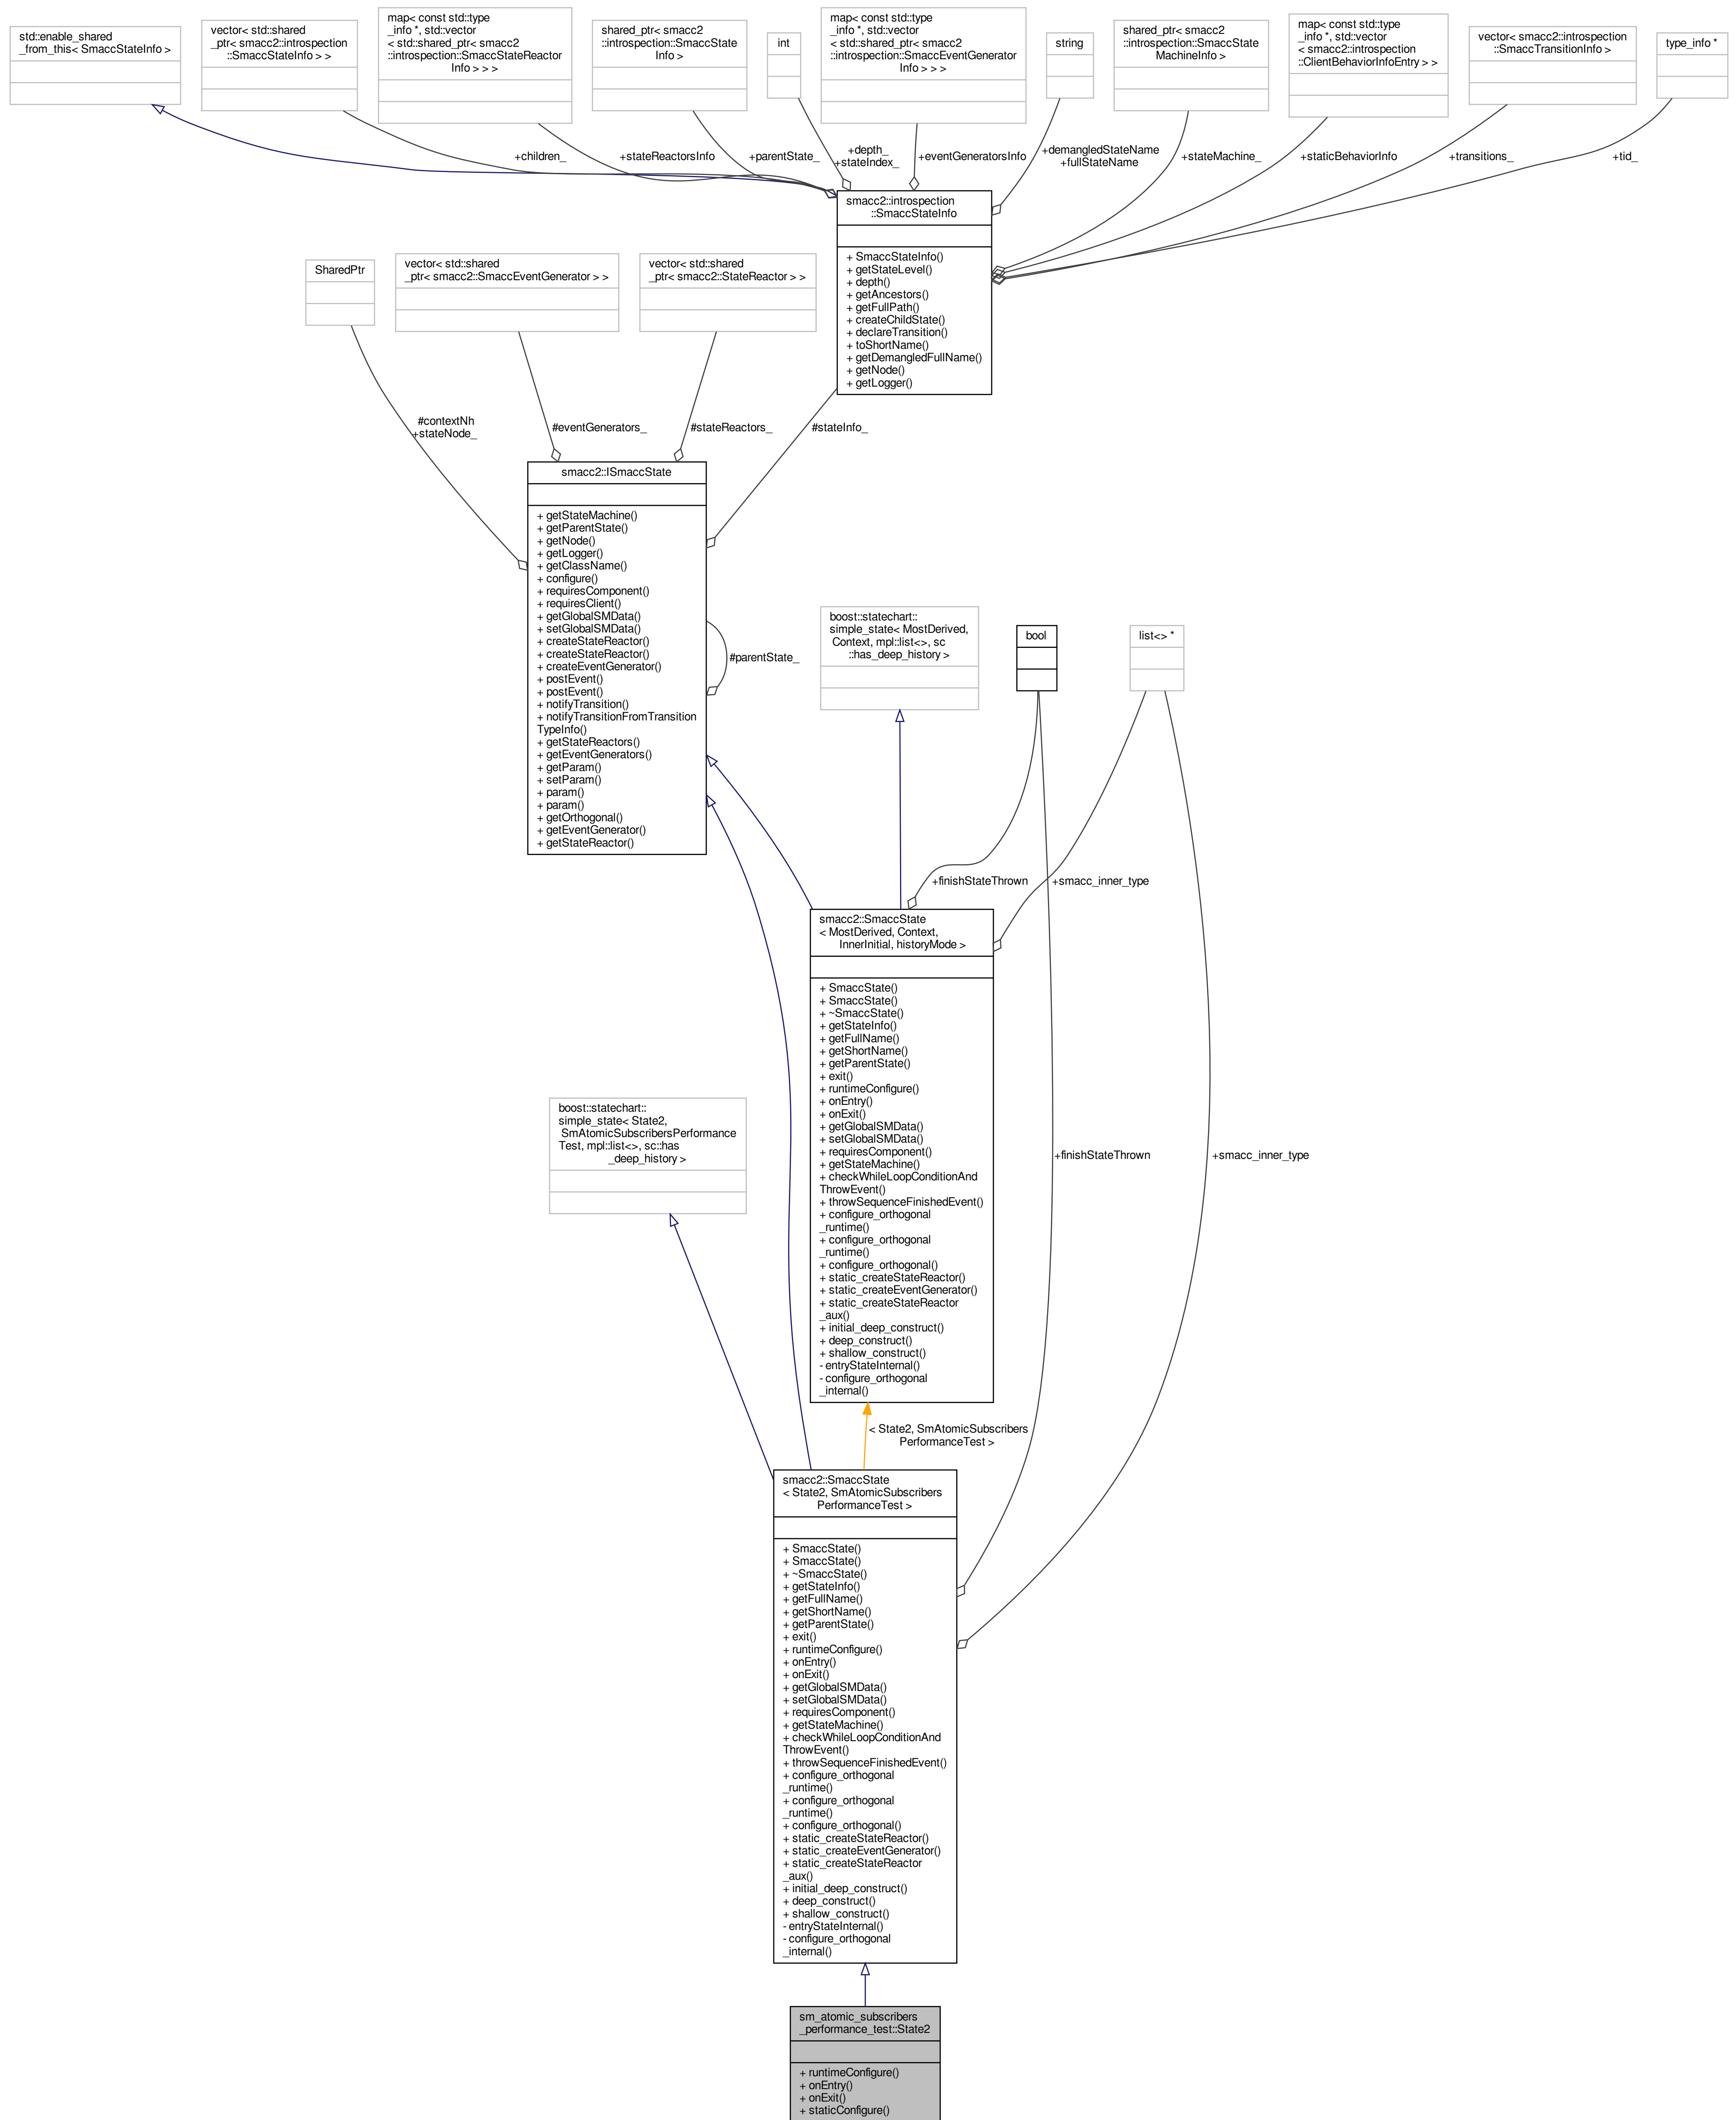 std::enable_shared
_from_this< SmaccStateInfo >
vector< std::shared
_ptr< smacc2::introspection
::SmaccStateInfo > >
map< const std::type
_info *, std::vector
< std::shared_ptr< smacc2
::introspection::SmaccStateReactor
Info > > >
shared_ptr< smacc2
::introspection::SmaccState
Info >
int
map< const std::type
_info *, std::vector
< std::shared_ptr< smacc2
::introspection::SmaccEventGenerator
Info > > >
string
shared_ptr< smacc2
::introspection::SmaccState
MachineInfo >
map< const std::type
_info *, std::vector
< smacc2::introspection
::ClientBehaviorInfoEntry > >
vector< smacc2::introspection
::SmaccTransitionInfo >
type_info *
+children_
+stateReactorsInfo
+parentState_
+depth_
+stateIndex_
+eventGeneratorsInfo
+demangledStateName
+fullStateName
+stateMachine_
+staticBehaviorInfo
+transitions_
+tid_
smacc2::introspection
::SmaccStateInfo
+ SmaccStateInfo()
+ getStateLevel()
+ depth()
+ getAncestors()
+ getFullPath()
+ createChildState()
+ declareTransition()
+ toShortName()
+ getDemangledFullName()
+ getNode()
+ getLogger()
SharedPtr
vector< std::shared
_ptr< smacc2::SmaccEventGenerator > >
vector< std::shared
_ptr< smacc2::StateReactor > >
#contextNh
+stateNode_
#eventGenerators_
#stateReactors_
#stateInfo_
smacc2::ISmaccState
+ getStateMachine()
+ getParentState()
+ getNode()
+ getLogger()
+ getClassName()
+ configure()
+ requiresComponent()
+ requiresClient()
+ getGlobalSMData()
+ setGlobalSMData()
+ createStateReactor()
+ createStateReactor()
+ createEventGenerator()
+ postEvent()
+ postEvent()
+ notifyTransition()
+ notifyTransitionFromTransition
TypeInfo()
+ getStateReactors()
+ getEventGenerators()
+ getParam()
+ setParam()
+ param()
+ param()
+ getOrthogonal()
+ getEventGenerator()
+ getStateReactor()
#parentState_
boost::statechart::
simple_state< MostDerived,
Context, mpl::list<>, sc
::has_deep_history >
bool
list<> *
+finishStateThrown
+smacc_inner_type
smacc2::SmaccState
< MostDerived, Context,
InnerInitial, historyMode >
+ SmaccState()
+ SmaccState()
+ ~SmaccState()
+ getStateInfo()
+ getFullName()
+ getShortName()
+ getParentState()
+ exit()
+ runtimeConfigure()
+ onEntry()
+ onExit()
+ getGlobalSMData()
+ setGlobalSMData()
+ requiresComponent()
+ getStateMachine()
+ checkWhileLoopConditionAnd
ThrowEvent()
+ throwSequenceFinishedEvent()
+ configure_orthogonal
_runtime()
+ configure_orthogonal
_runtime()
+ configure_orthogonal()
+ static_createStateReactor()
+ static_createEventGenerator()
+ static_createStateReactor
_aux()
+ initial_deep_construct()
+ deep_construct()
+ shallow_construct()
- entryStateInternal()
- configure_orthogonal
_internal()
boost::statechart::
simple_state< State2,
SmAtomicSubscribersPerformance
Test, mpl::list<>, sc::has
_deep_history >
+finishStateThrown
+smacc_inner_type
< State2, SmAtomicSubscribers
PerformanceTest >
smacc2::SmaccState
< State2, SmAtomicSubscribers
PerformanceTest >
+ SmaccState()
+ SmaccState()
+ ~SmaccState()
+ getStateInfo()
+ getFullName()
+ getShortName()
+ getParentState()
+ exit()
+ runtimeConfigure()
+ onEntry()
+ onExit()
+ getGlobalSMData()
+ setGlobalSMData()
+ requiresComponent()
+ getStateMachine()
+ checkWhileLoopConditionAnd
ThrowEvent()
+ throwSequenceFinishedEvent()
+ configure_orthogonal
_runtime()
+ configure_orthogonal
_runtime()
+ configure_orthogonal()
+ static_createStateReactor()
+ static_createEventGenerator()
+ static_createStateReactor
_aux()
+ initial_deep_construct()
+ deep_construct()
+ shallow_construct()
- entryStateInternal()
- configure_orthogonal
_internal()
sm_atomic_subscribers
_performance_test::State2
+ runtimeConfigure()
+ onEntry()
+ onExit()
+ staticConfigure()